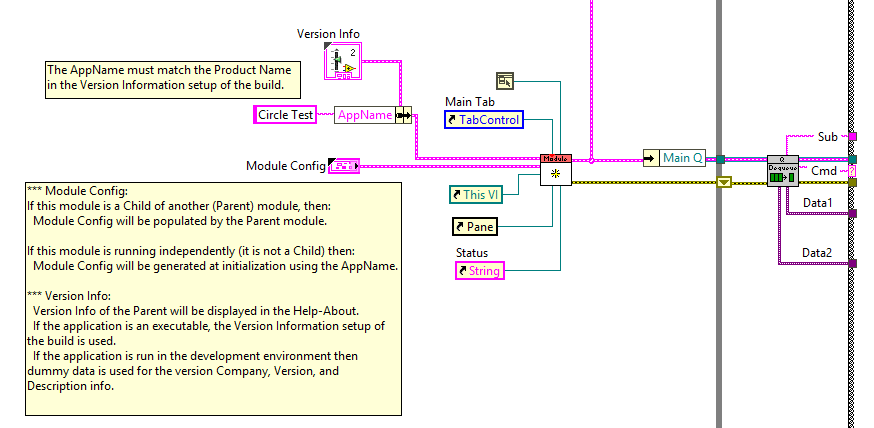 Version Info
2
The AppName must match the Product Name
in the Version Information setup of the build.
Circle Test
AppName
Main Tab
TabControl
Module
Module Config
Main Q
Q
Dequeue
Sub
Cmd
?
Data1
Data2
This VI
Pane
Status
String
*** Module Config:
If this module is a Child of another (Parent) module, then:
Module Config will be populated by the Parent module.
If this module is running independently (it is not a Child) then:
Module Config will be generated at initialization using the AppName.
*** Version Info:
Version Info of the Parent will be displayed in the Help-About.
If the application is an executable, the Version Information setup of
the build is used.
If the application is run in the development environment then
dummy data is used for the version Company, Version, and
Description info.